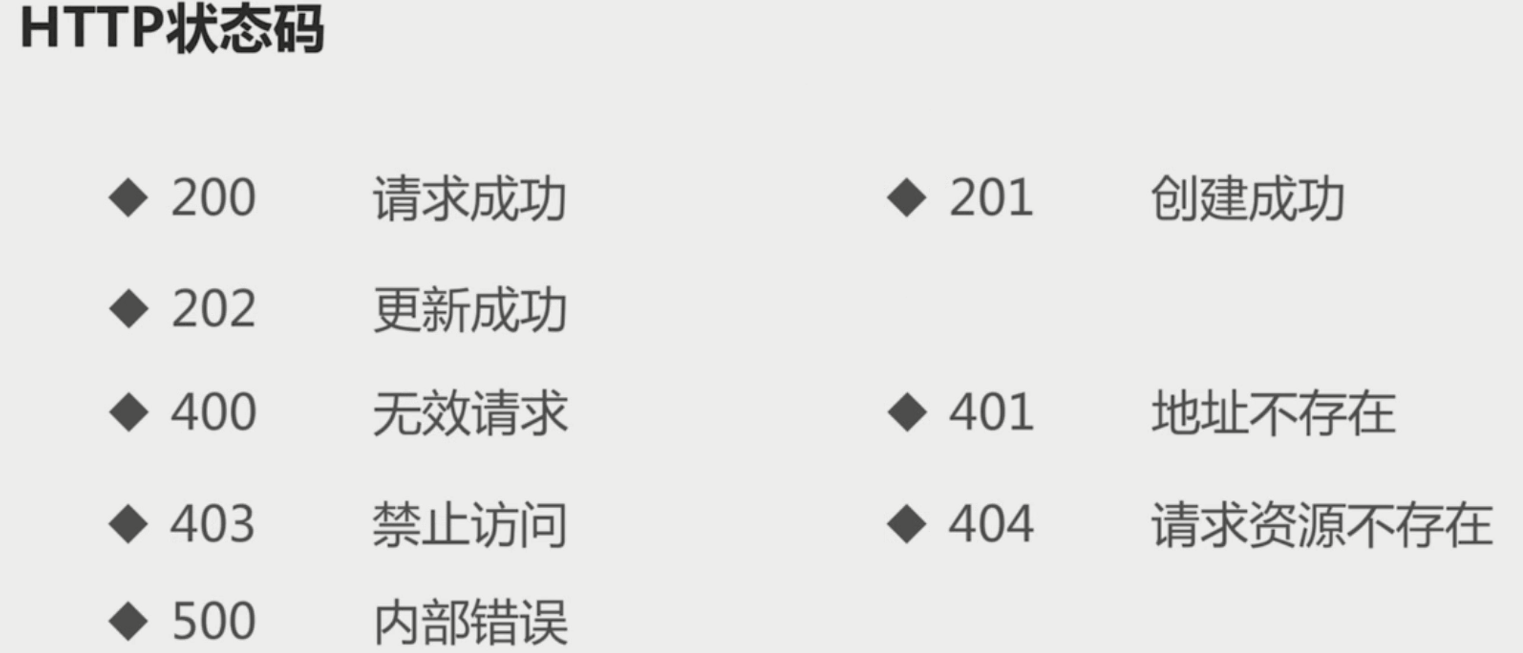 HTTP状态码
◆ 200 请求成功 ◆ 201 创建成功
◆ 202 更新成功
◆ 400 无效请求 ◆ 401 地址不存在
◆ 403 禁止访问 ◆ 404 请求资源不存在
◆ 500 内部错误